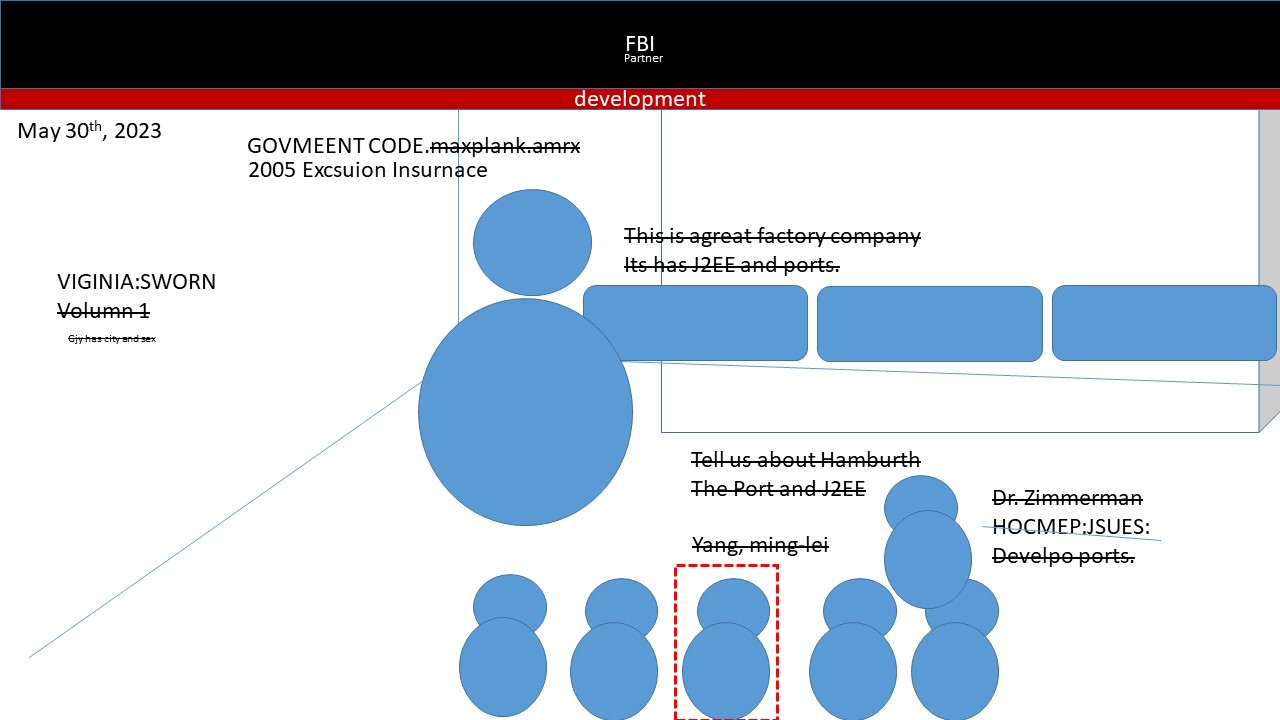 FBI
Partner
development
May 30th, 2023
GOVMEENT CODE.maxplank.amrx
2005 Excsuion Insurnace
This is agreat factory company
Its has J2EE and ports.
VIGINIA:SWORN
Volumn 1
Gjy has city and sex
Tell us about Hamburth
The Port and J2EE
Yang, ming-lei
Dr. Zimmerman
HOCMEP:JSUES:
Develpo ports.